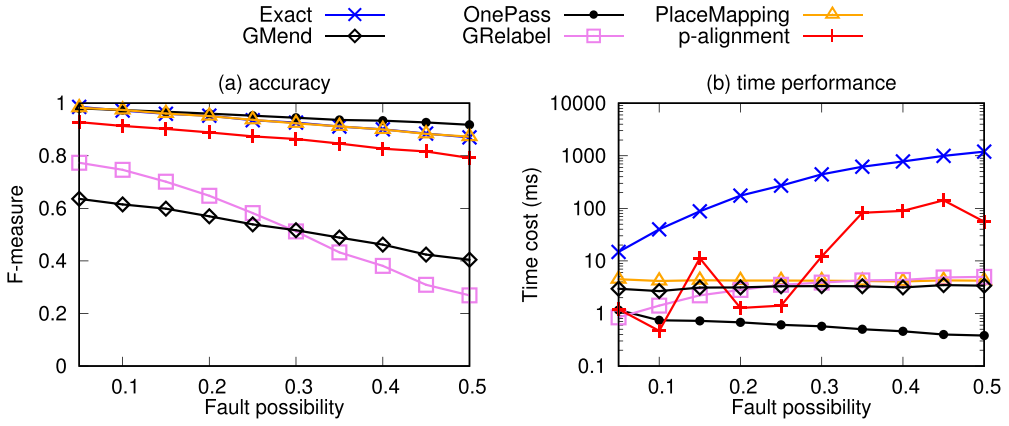 Exact OnePass PlaceMapping
GMend GRelabel p-alignment
(a) accuracy
1
0.8
0.6
0.4
0.2
0
F-measure
0.1 0.2 0.3 0.4 0.5
Fault possibility
(b) time performance
10000
1000
100
10
1
0.1
Time cost (ms)
0.1 0.2 0.3 0.4 0.5
Fault possibility